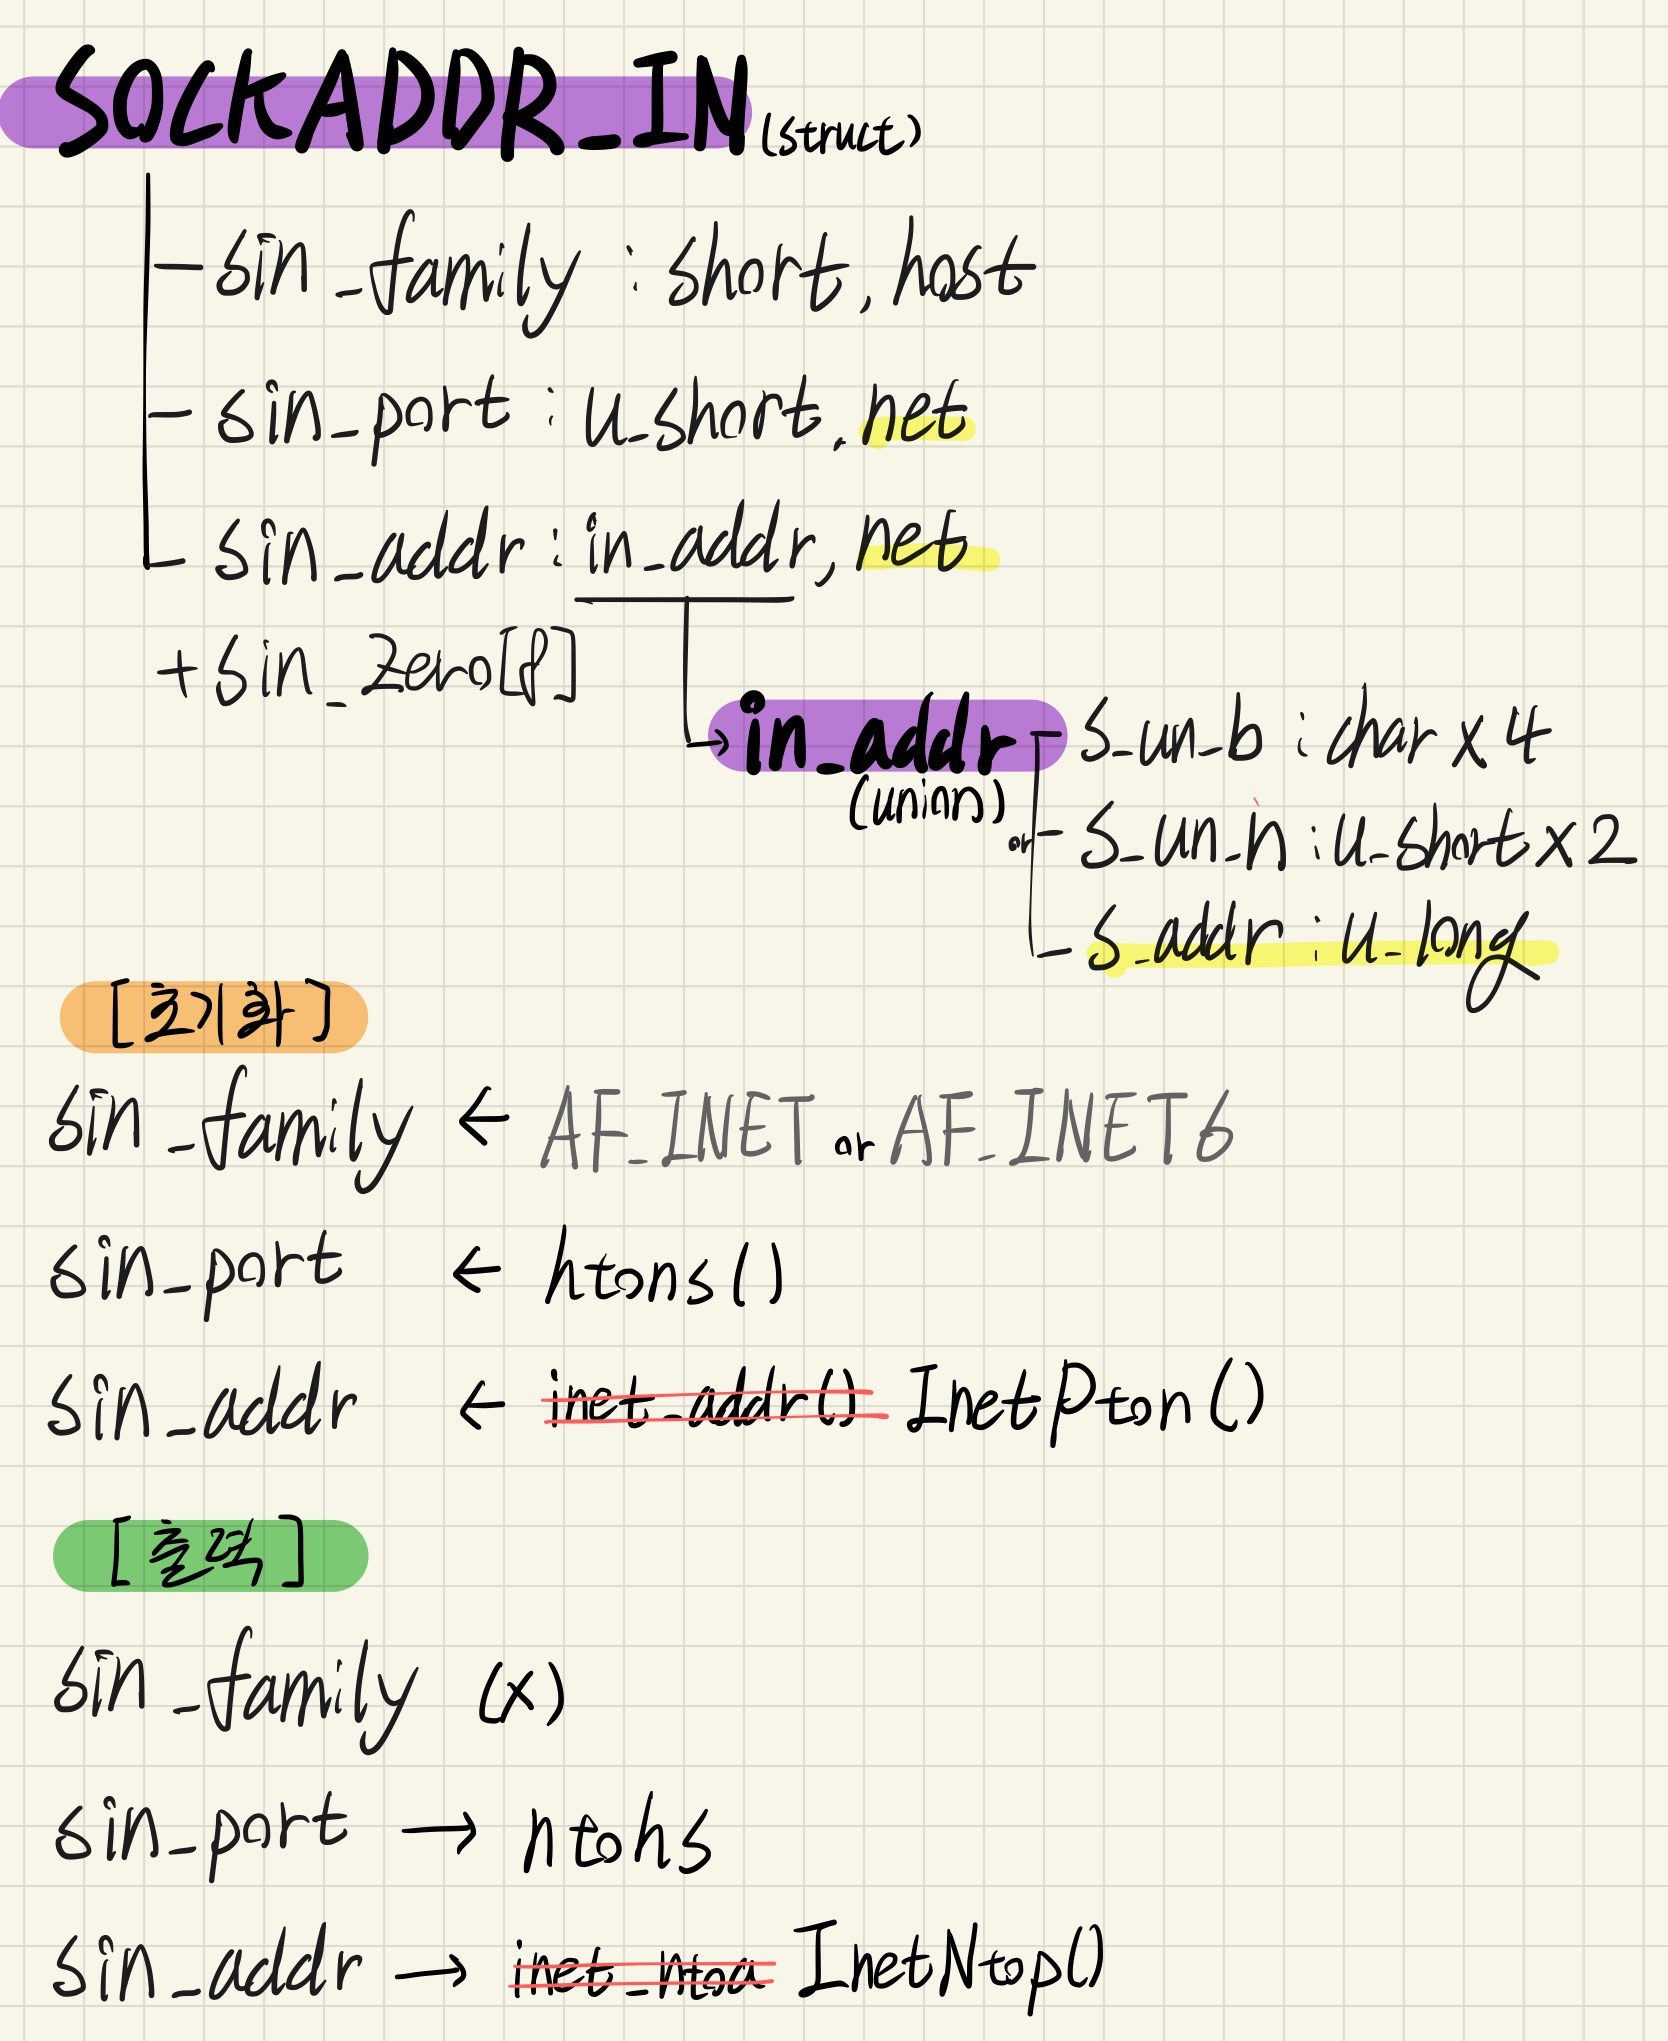 SOCKADDR_IN (struct)
- sin_family : short, host
- sin_port : u_short, net
- sin_addr : in_addr, net
+ sin_zero[8]
→ in_addr - s_un_b : char x 4
(union)
or - s_un_h : u_short x 2
- s_addr : u_long
[초기화]
sin_family ← AF_INET or AF_INET6
sin_port ← htons()
sin_addr ← inet_addr() InetPton()
[출력]
sin_family (x)
sin_port → ntohs
sin_addr → inet_ntoa InetNtop()